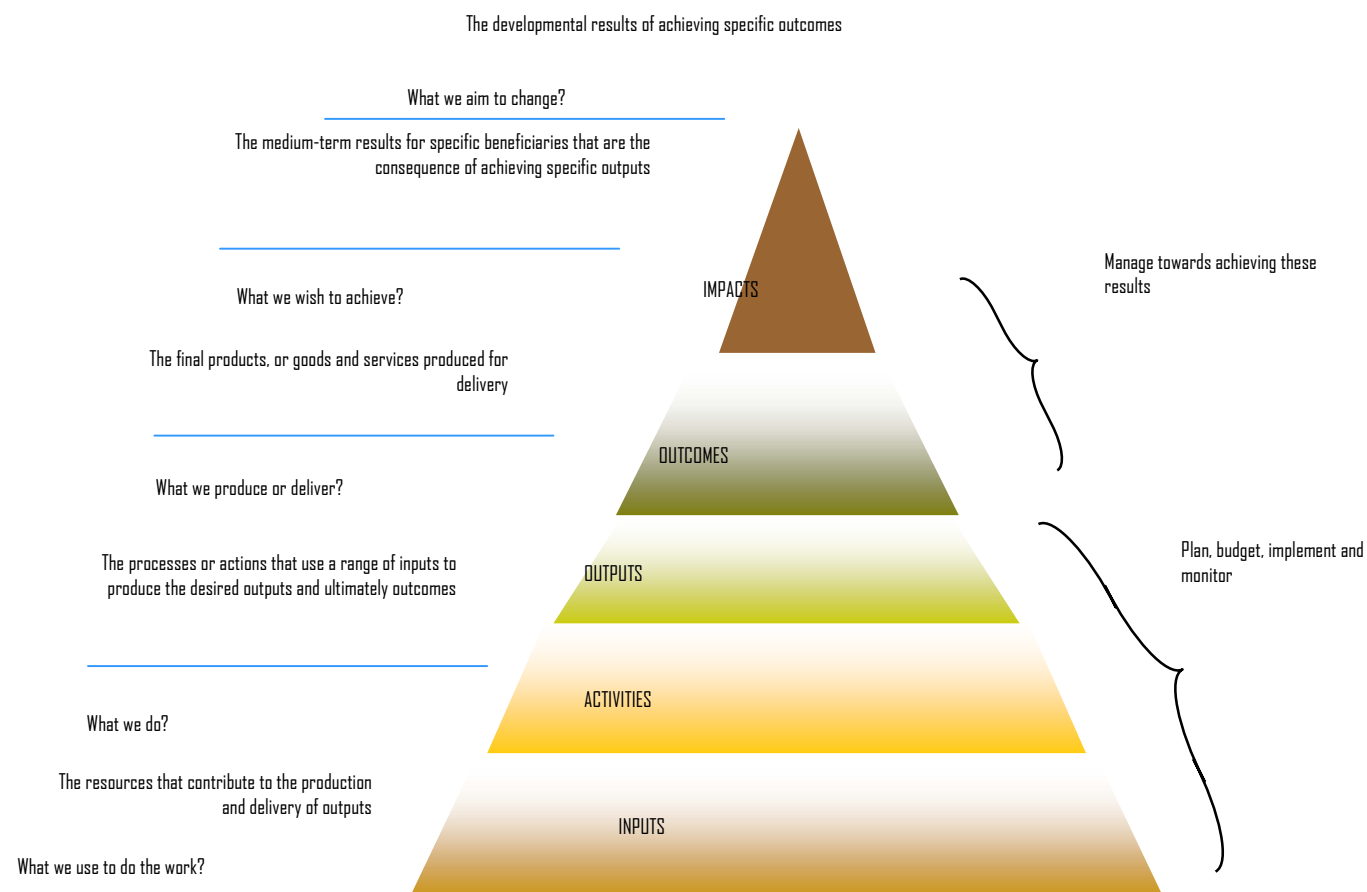 The developmental results of achieving specific outcomes
What we aim to change?
The medium-term results for specific beneficiaries that are the
consequence of achieving specific outputs
Manage towards achieving these
results
IMPACTS
What we wish to achieve?
The final products, or goods and services produced for
delivery
OUTCOMES
What we produce or deliver?
Plan, budget, implement and
monitor
The processes or actions that use a range of inputs to
produce the desired outputs and ultimately outcomes
OUTPUTS
ACTIVITIES
What we do?
The resources that contribute to the production
and delivery of outputs
INPUTS
What we use to do the work?